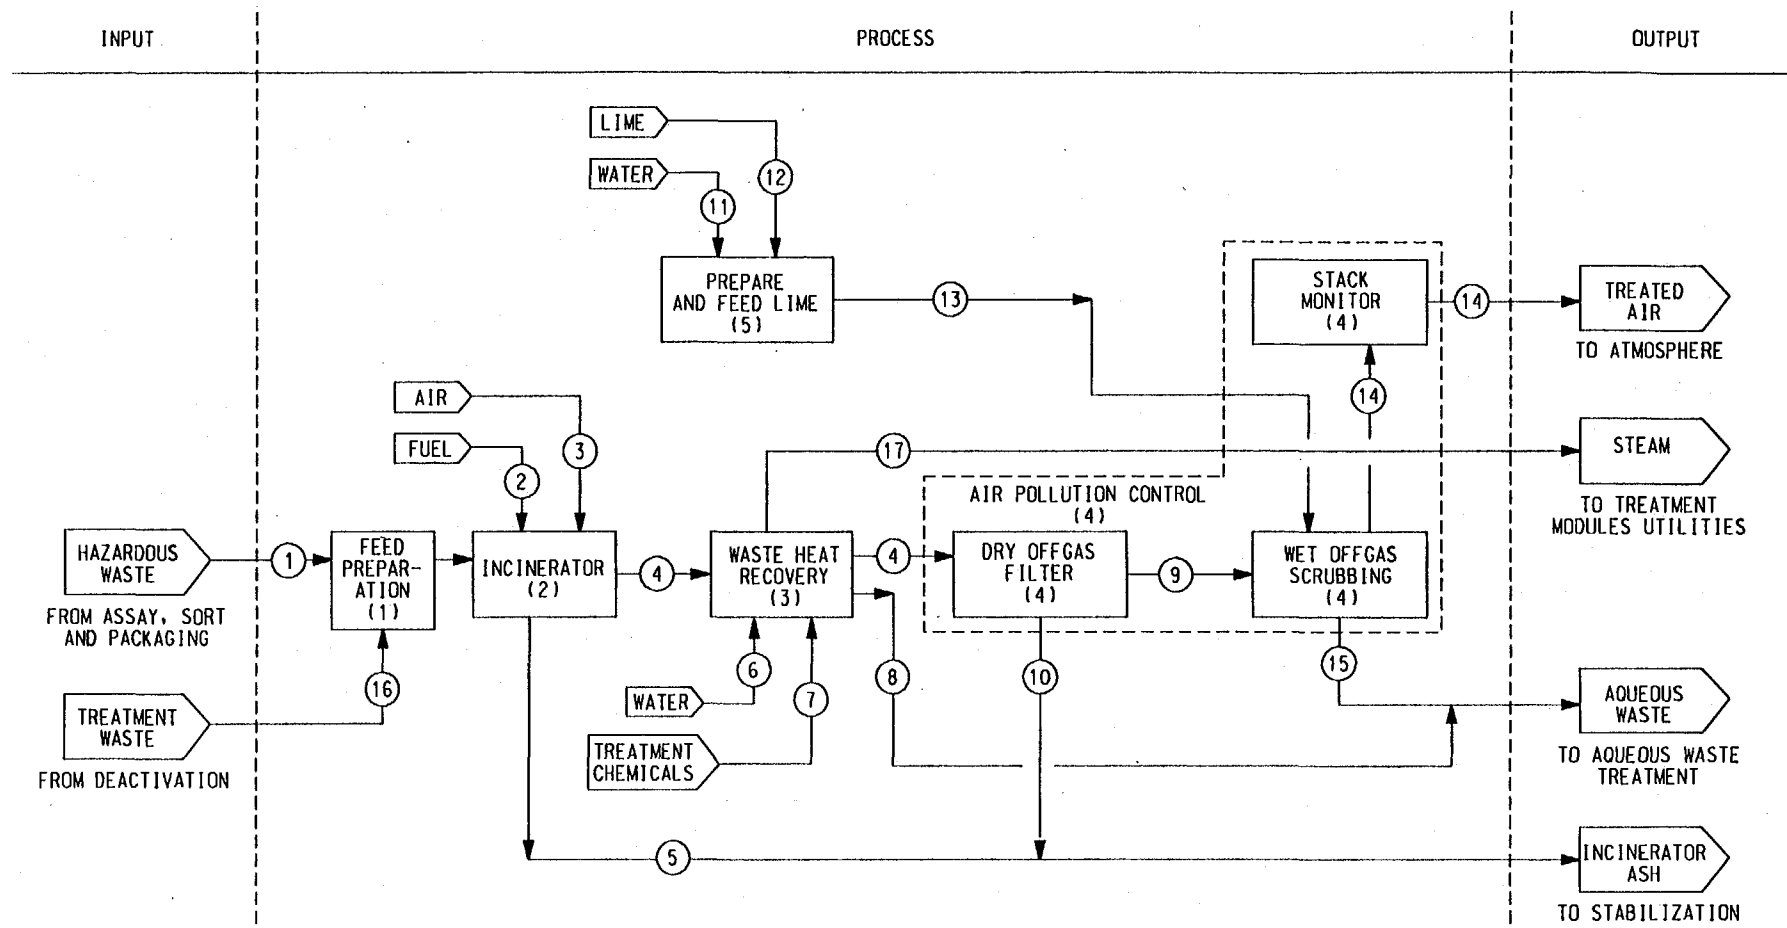 INPUT
PROCESS
OUTPUT
LIME
WATER
12
11
PREPARE
AND FEED LIME
(5)
13
STACK
MONITOR
(4)
14
TREATED
AIR
TO ATMOSPHERE
AIR
FUEL
3
2
14
17
STEAM
TO TREATMENT
MODULES UTILITIES
AIR POLLUTION CONTROL
(4)
HAZARDOUS
WASTE
FROM ASSAY, SORT
AND PACKAGING
1
FEED
PREPAR-
ATION
(1)
INCINERATOR
(2)
4
WASTE HEAT
RECOVERY
(3)
4
DRY OFFGAS
FILTER
(4)
9
WET OFFGAS
SCRUBBING
(4)
16
6
7
8
10
15
TREATMENT
WASTE
FROM DEACTIVATION
WATER
TREATMENT
CHEMICALS
AQUEOUS
WASTE
TO AQUEOUS WASTE
TREATMENT
5
INCINERATOR
ASH
TO STABILIZATION